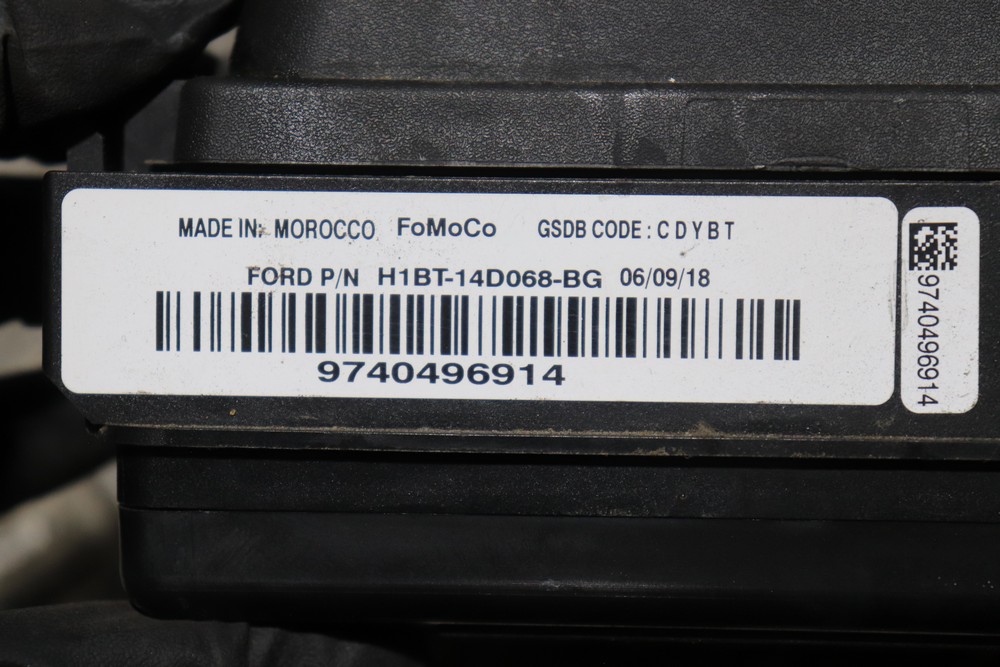 MADE IN: MOROCCO FoMoCo GSDB CODE : C D Y B T
FORD P/N H1BT-14D068-BG 06/09/18
9740496914
9740496914